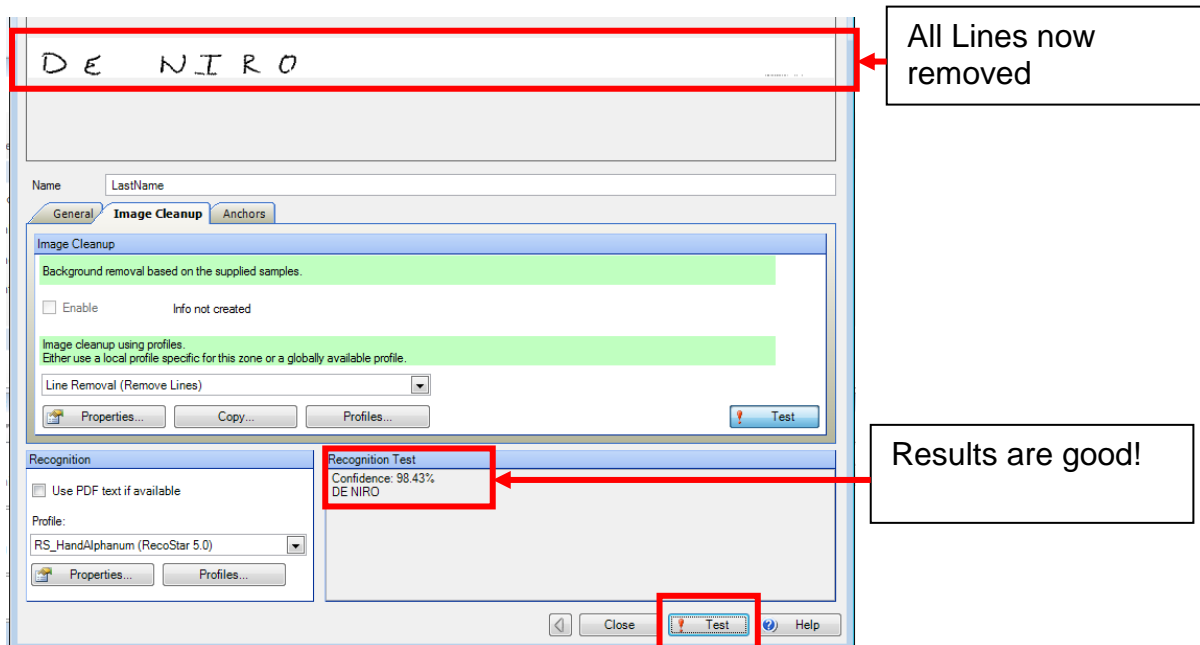 DE NIRO
All Lines now
removed
Name LastName
General Image Cleanup Anchors
Image Cleanup
Background removal based on the supplied samples.
Enable Info not created
Image cleanup using profiles.
Either use a local profile specific for this zone or a globally available profile.
Line Removal (Remove Lines)
Properties... Copy... Profiles... Test
Recognition
Use PDF text if available
Profile:
RS_HandAlphanum (RecoStar 5.0)
Properties... Profiles...
Recognition Test
Confidence: 98.43%
DE NIRO
Results are good!
Close Test Help